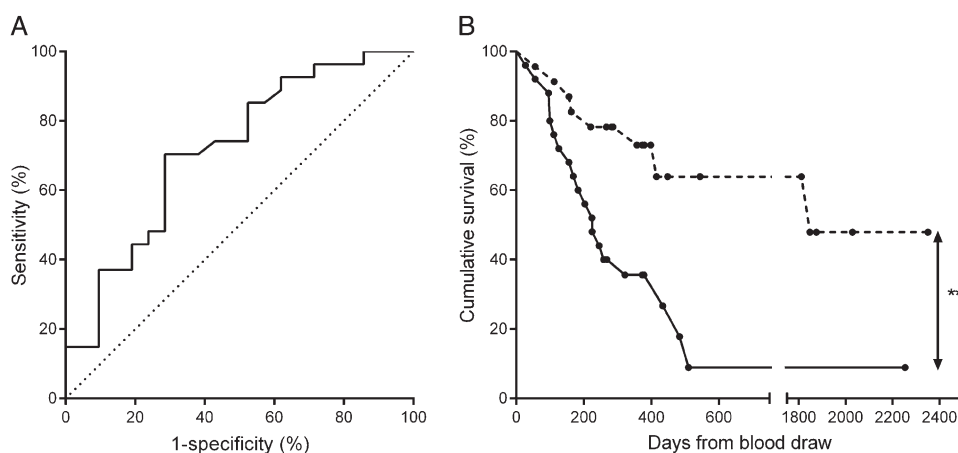 A
Sensitivity (%)
100
80
60
40
20
0
0 20 40 60 80 100
1-specificity (%)
B
Cumulative survival (%)
100
80
60
40
20
0
0 200 400 600 1800 2000 2200 2400
Days from blood draw
*